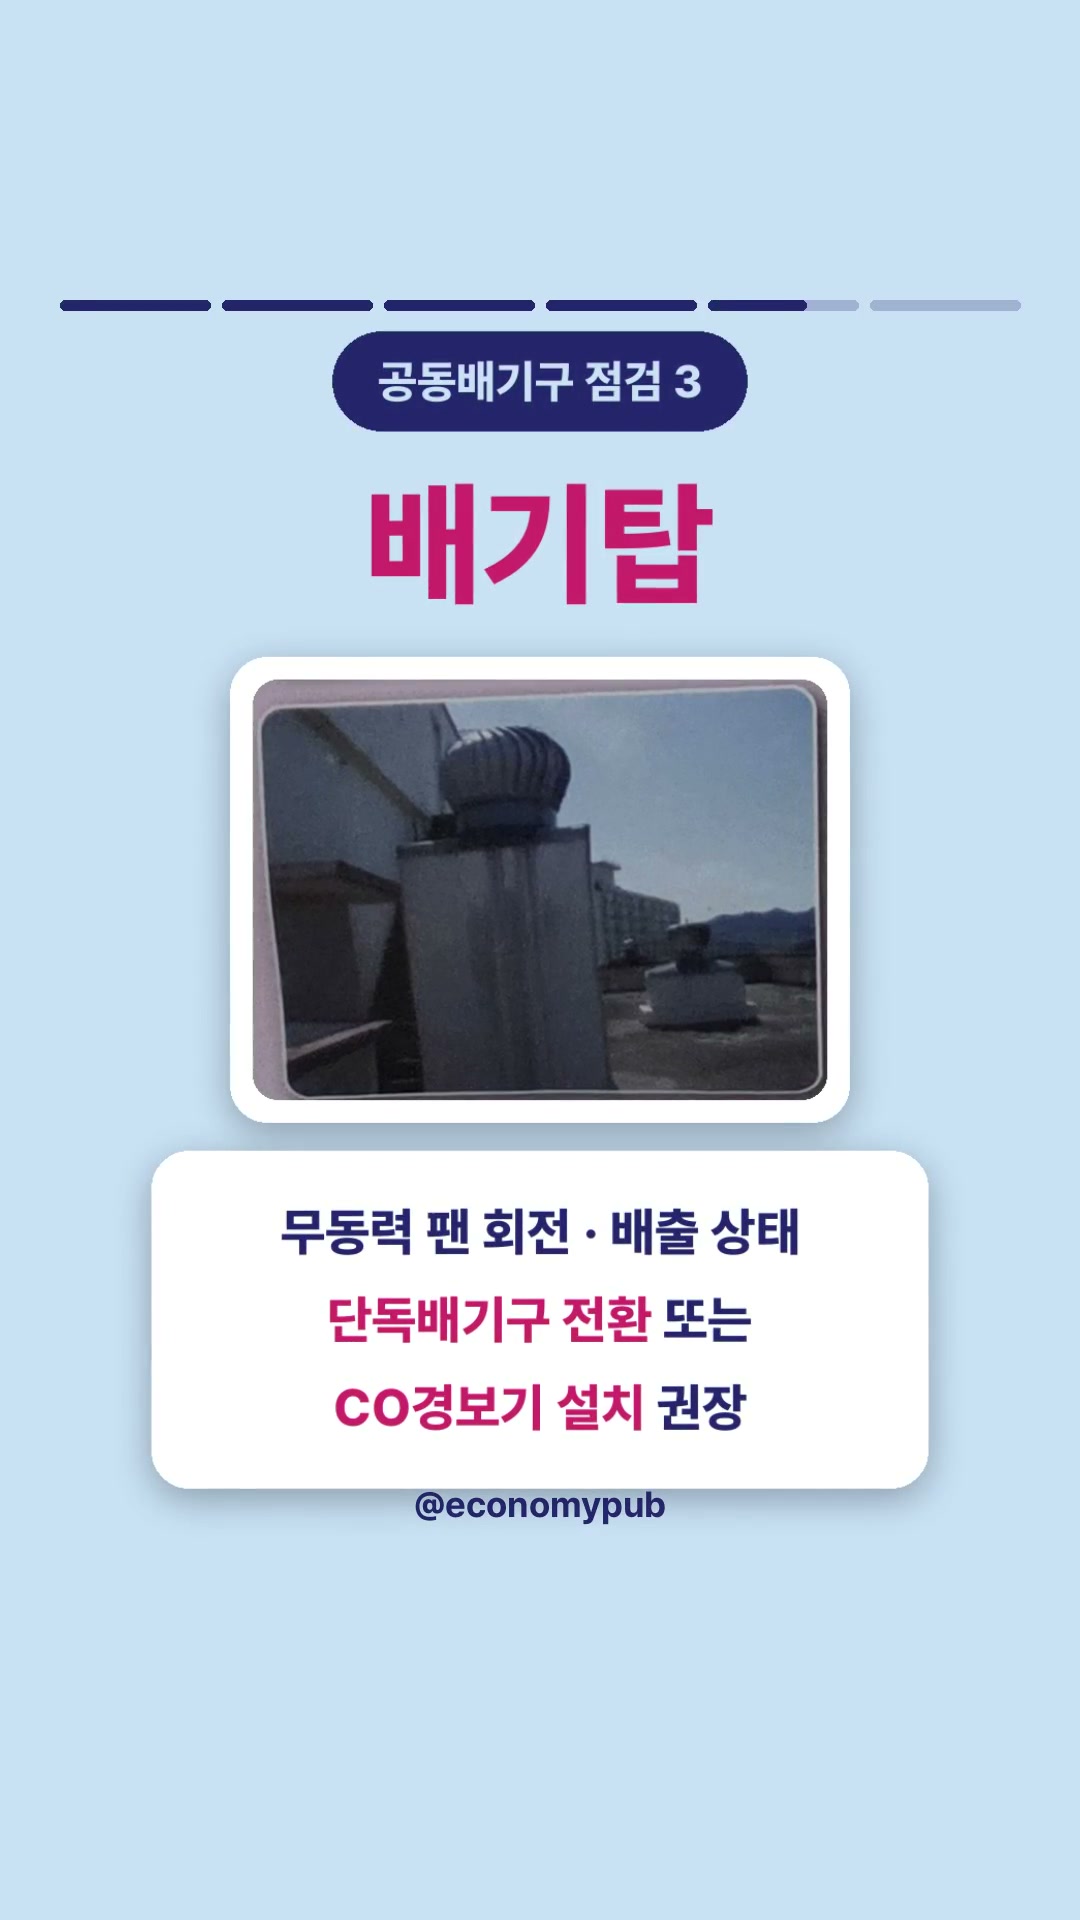 공동배기구 점검 3
배기탑
무동력 팬 회전 · 배출 상태
단독배기구 전환 또는
CO경보기 설치 권장
@economypub